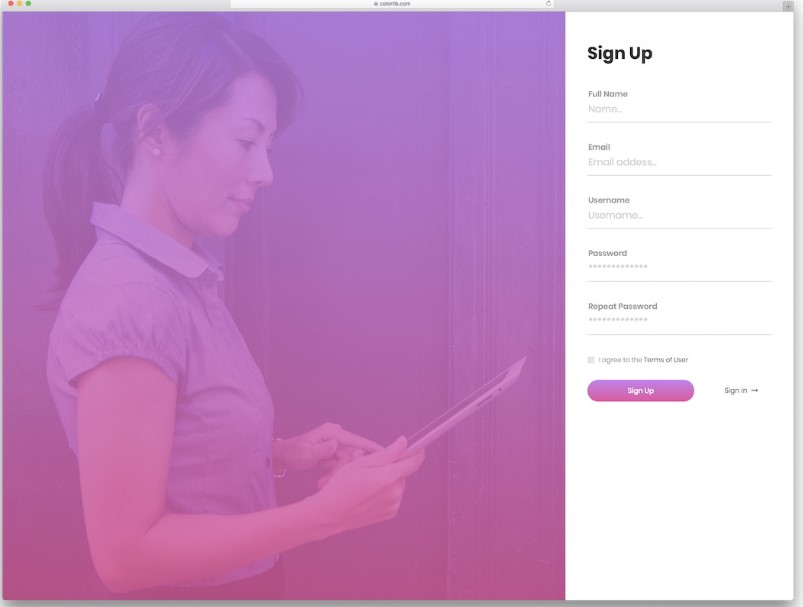 colorlib.com
Sign Up
Full Name
Name...
Email
Email addess...
Username
Username...
Password
*************
Repeat Password
*************
I agree to the Terms of User
Sign Up
Sign in →